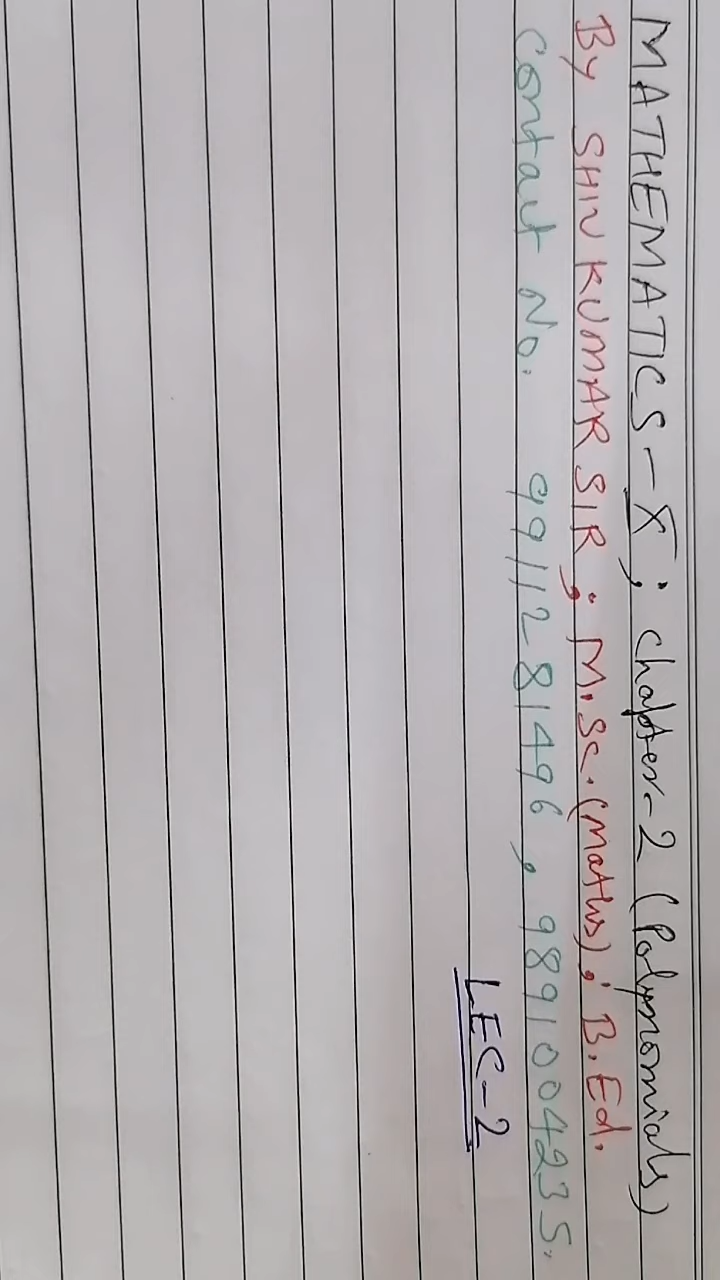 MATHEMATICS-X; chapter-2 (Polynomials)
By SHIV KUMAR SIR; M.Sc.(Maths); B.Ed.
Contact No. 9911281496, 9891004235.
LEC-2